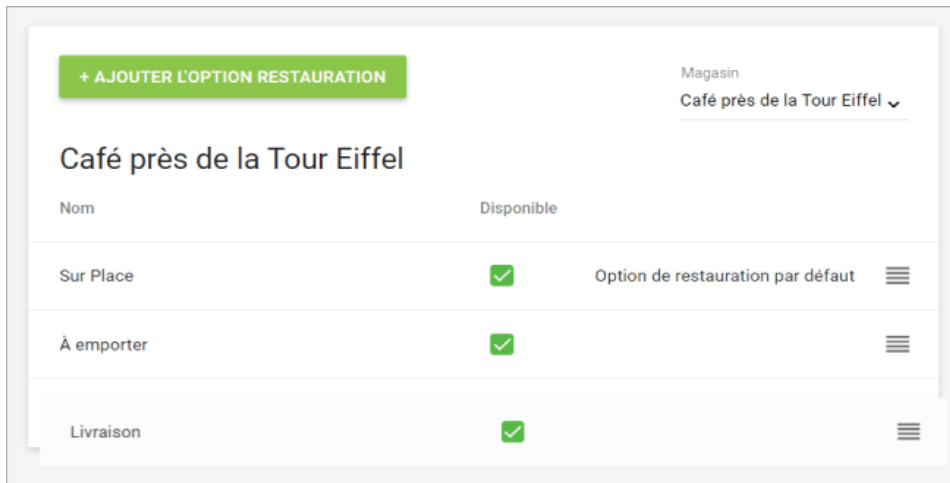 + AJOUTER L'OPTION RESTAURATION
Magasin
Café près de la Tour Eiffel
Café près de la Tour Eiffel
Nom Disponible
Sur Place Option de restauration par défaut
À emporter
Livraison